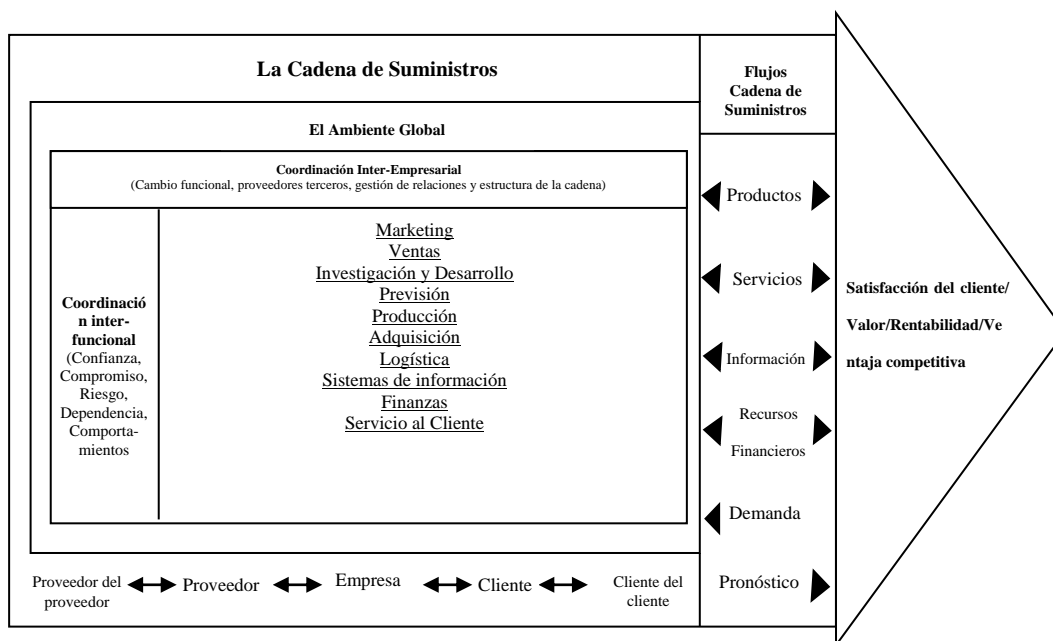 La Cadena de Suministros
El Ambiente Global
Coordinación Inter-Empresarial
(Cambio funcional, proveedores terceros, gestión de relaciones y estructura de la cadena)
Coordinació
n inter-
funcional
(Confianza,
Compromiso,
Riesgo,
Dependencia,
Comporta-
mientos
Marketing
Ventas
Investigación y Desarrollo
Previsión
Producción
Adquisición
Logística
Sistemas de información
Finanzas
Servicio al Cliente
Proveedor del
proveedor
Proveedor
Empresa
Cliente
Cliente del
cliente
Flujos
Cadena de
Suministros
Productos
Servicios
Información
Recursos
Financieros
Demanda
Pronóstico
Satisfacción del cliente/
Valor/Rentabilidad/Ve
ntaja competitiva